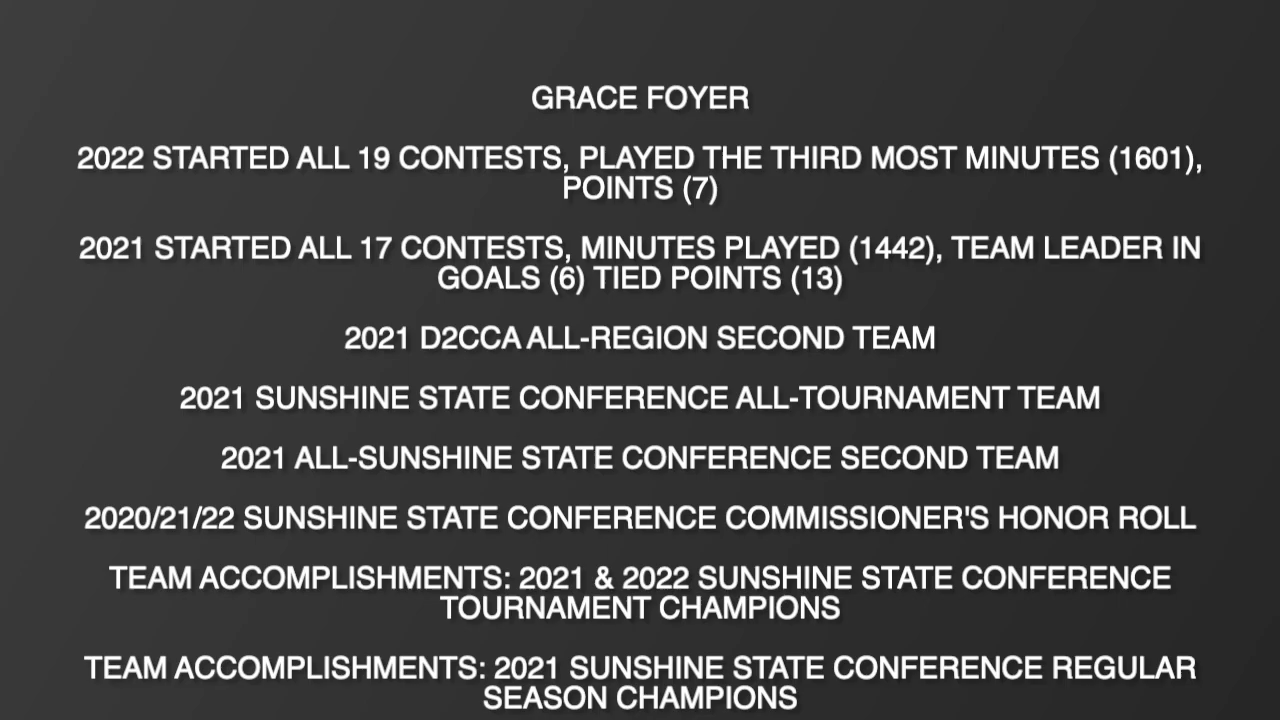 GRACE FOYER
2022 STARTED ALL 19 CONTESTS, PLAYED THE THIRD MOST MINUTES (1601),
POINTS (7)
2021 STARTED ALL 17 CONTESTS, MINUTES PLAYED (1442), TEAM LEADER IN
GOALS (6) TIED POINTS (13)
2021 D2CCA ALL-REGION SECOND TEAM
2021 SUNSHINE STATE CONFERENCE ALL-TOURNAMENT TEAM
2021 ALL-SUNSHINE STATE CONFERENCE SECOND TEAM
2020/21/22 SUNSHINE STATE CONFERENCE COMMISSIONER'S HONOR ROLL
TEAM ACCOMPLISHMENTS: 2021 & 2022 SUNSHINE STATE CONFERENCE
TOURNAMENT CHAMPIONS
TEAM ACCOMPLISHMENTS: 2021 SUNSHINE STATE CONFERENCE REGULAR
SEASON CHAMPIONS